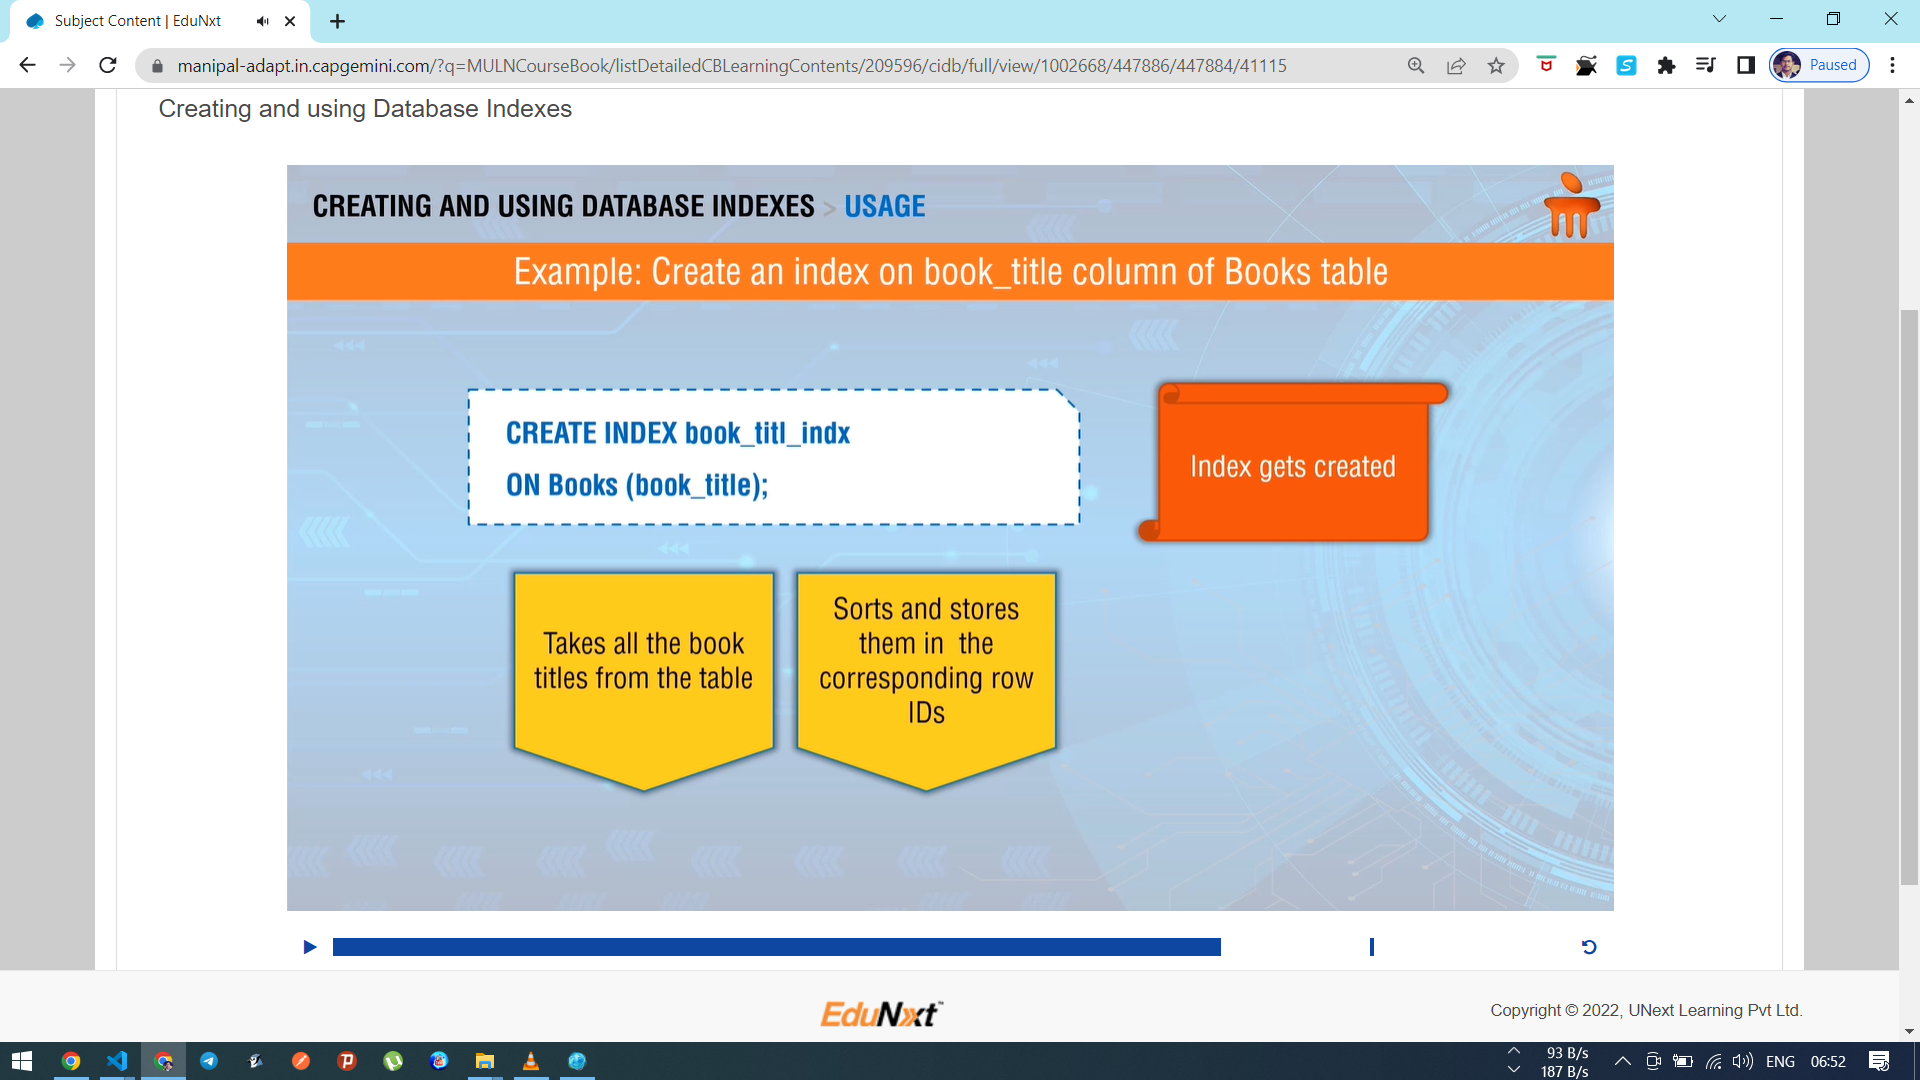 Subject Content | EduNxt
manipal-adapt.in.capgemini.com/?q=MULNCourseBook/listDetailedCBLearningContents/209596/cidb/full/view/1002668/447886/447884/41115
Paused
Creating and using Database Indexes
CREATING AND USING DATABASE INDEXES > USAGE
Example: Create an index on book_title column of Books table
CREATE INDEX book_titl_indx
ON Books (book_title);
Index gets created
Takes all the book
titles from the table
Sorts and stores
them in the
corresponding row
IDs
EduNxt
Copyright © 2022, UNext Learning Pvt Ltd.
93 B/s
187 B/s
ENG
06:52